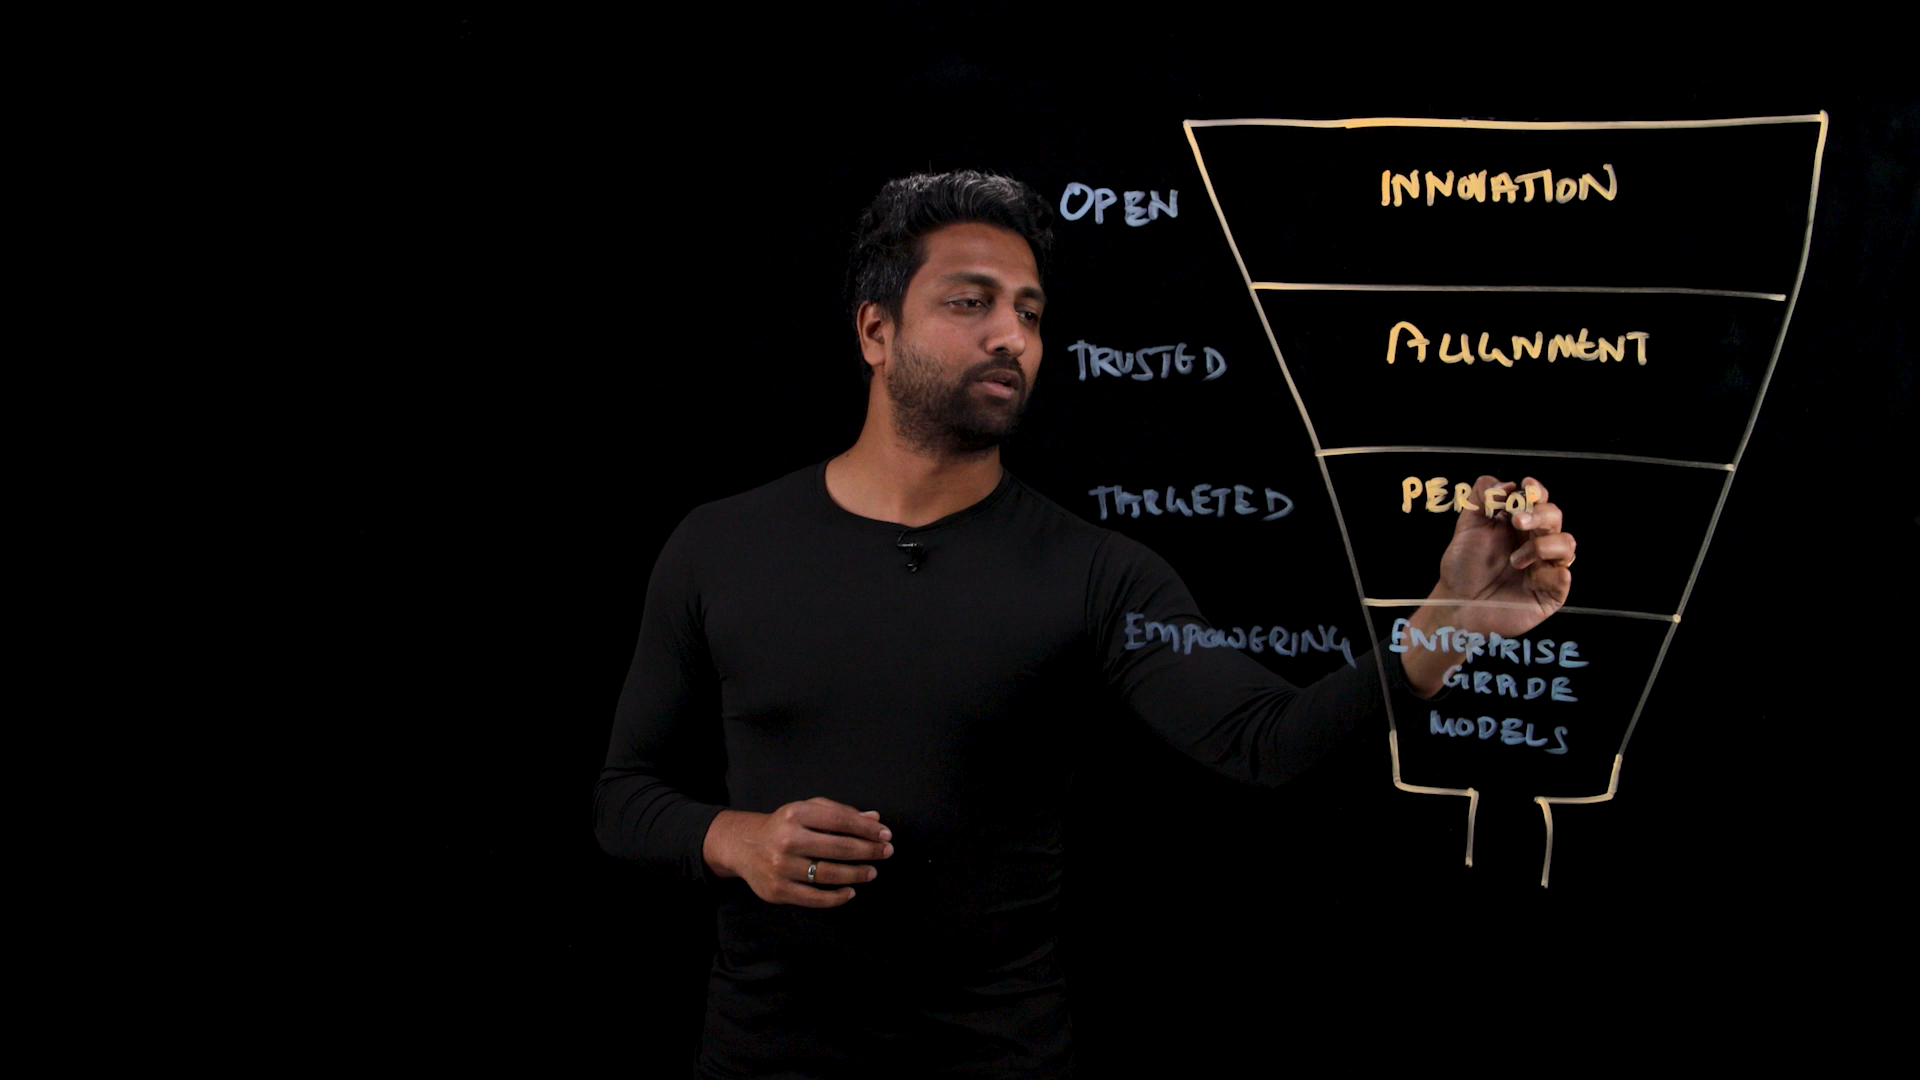 OPEN INNOVATION
TRUSTED ALIGNMENT
TARGETED PERFOR
EMPOWERING ENTERPRISE
GRADE
MODELS